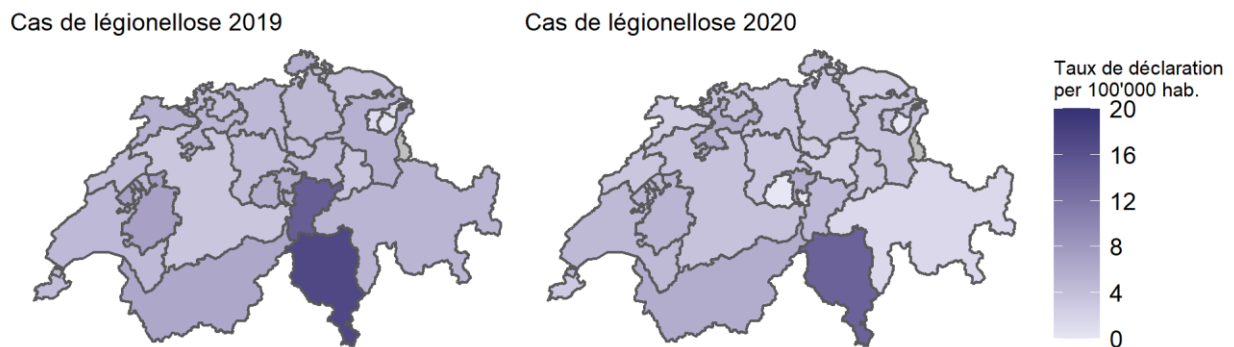 Cas de légionellose 2019
Cas de légionellose 2020
Taux de déclaration
per 100'000 hab.
20
16
12
8
4
0